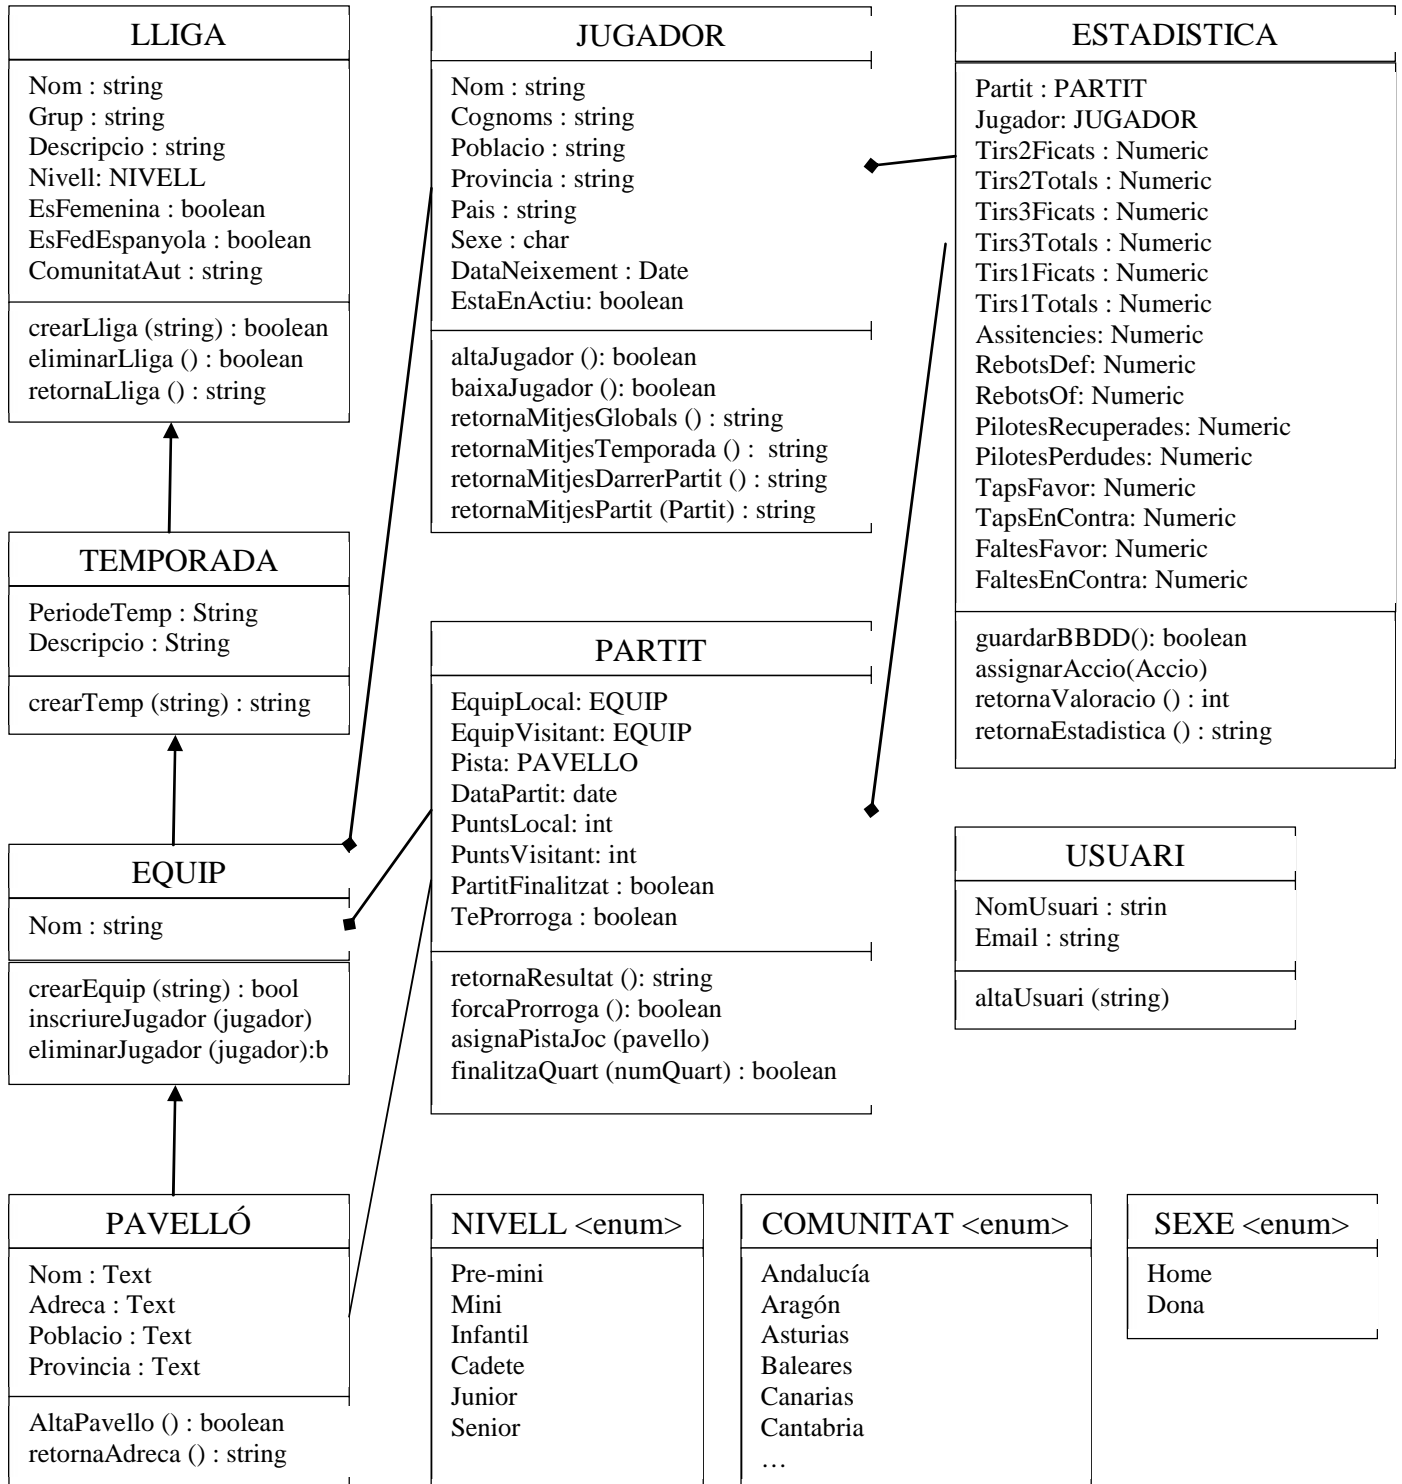 LLIGA
Nom : string
Grup : string
Descripcio : string
Nivell: NIVELL
EsFemenina : boolean
EsFedEspanyola : boolean
ComunitatAut : string
crearLliga (string) : boolean
eliminarLliga () : boolean
retornaLliga () : string
JUGADOR
Nom : string
Cognoms : string
Poblacio : string
Provincia : string
Pais : string
Sexe : char
DataNeixement : Date
EstaEnActiu: boolean
altaJugador (): boolean
baixaJugador (): boolean
retornaMitjesGlobals () : string
retornaMitjesTemporada () :  string
retornaMitjesDarrerPartit () : string
retornaMitjesPartit (Partit) : string
ESTADISTICA
Partit : PARTIT
Jugador: JUGADOR
Tirs2Ficats : Numeric
Tirs2Totals : Numeric
Tirs3Ficats : Numeric
Tirs3Totals : Numeric
Tirs1Ficats : Numeric
Tirs1Totals : Numeric
Assitencies: Numeric
RebotsDef: Numeric
RebotsOf: Numeric
PilotesRecuperades: Numeric
PilotesPerdudes: Numeric
TapsFavor: Numeric
TapsEnContra: Numeric
FaltesFavor: Numeric
FaltesEnContra: Numeric
guardarBBDD(): boolean
assignarAccio(Accio)
retornaValoracio () : int
retornaEstadistica () : string
TEMPORADA
PeriodeTemp : String
Descripcio : String
crearTemp (string) : string
PARTIT
EquipLocal: EQUIP
EquipVisitant: EQUIP
Pista: PAVELLO
DataPartit: date
PuntsLocal: int
PuntsVisitant: int
PartitFinalitzat : boolean
TeProrroga : boolean
retornaResultat (): string
forcaProrroga (): boolean
asignaPistaJoc (pavello)
finalitzaQuart (numQuart) : boolean
EQUIP
Nom : string
crearEquip (string) : bool
inscriureJugador (jugador)
eliminarJugador (jugador):b
USUARI
NomUsuari : strin
Email : string
altaUsuari (string)
PAVELLÓ
Nom : Text
Adreca : Text
Poblacio : Text
Provincia : Text
AltaPavello () : boolean
retornaAdreca () : string
NIVELL <enum>
Pre-mini
Mini
Infantil
Cadete
Junior
Senior
COMUNITAT <enum>
Andalucía
Aragón
Asturias
Baleares
Canarias
Cantabria
…
SEXE <enum>
Home
Dona